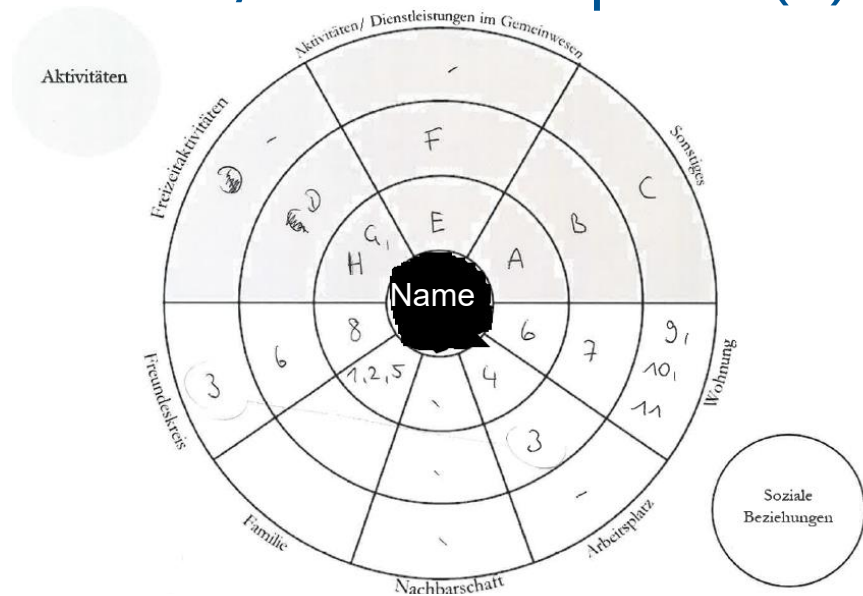 Aktivitäten/ Dienstleistungen im Gemeinwesen
Aktivitäten
Freizeitaktivitäten
Sonstiges
-
-
F
C
D
B
G,
H
E
A
Name
8
6
9,
6
7
10,
3
1,2,5
4
11
3
-
Freundeskreis
Wohnung
Familie
Arbeitsplatz
Nachbarschaft
Soziale
Beziehungen